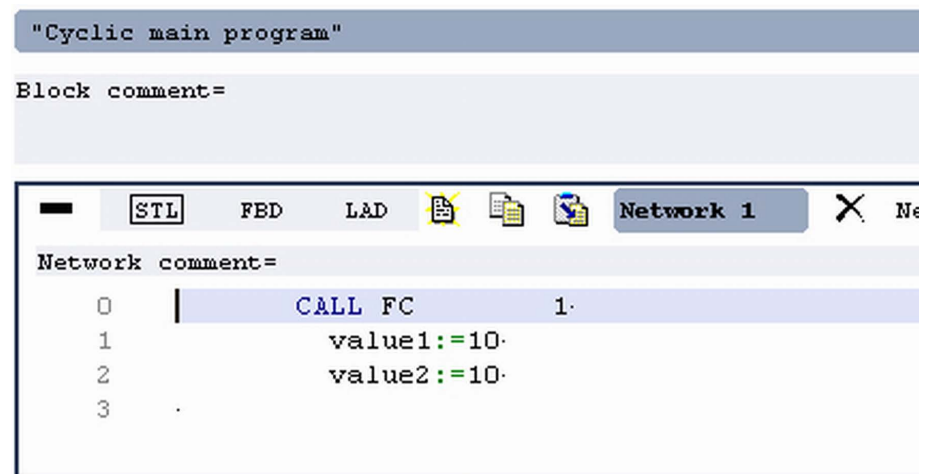 "Cyclic main program"
Block comment=
STL FBD LAD Network 1 Ne
Network comment=
0 CALL FC 1
1 value1:=10
2 value2:=10
3